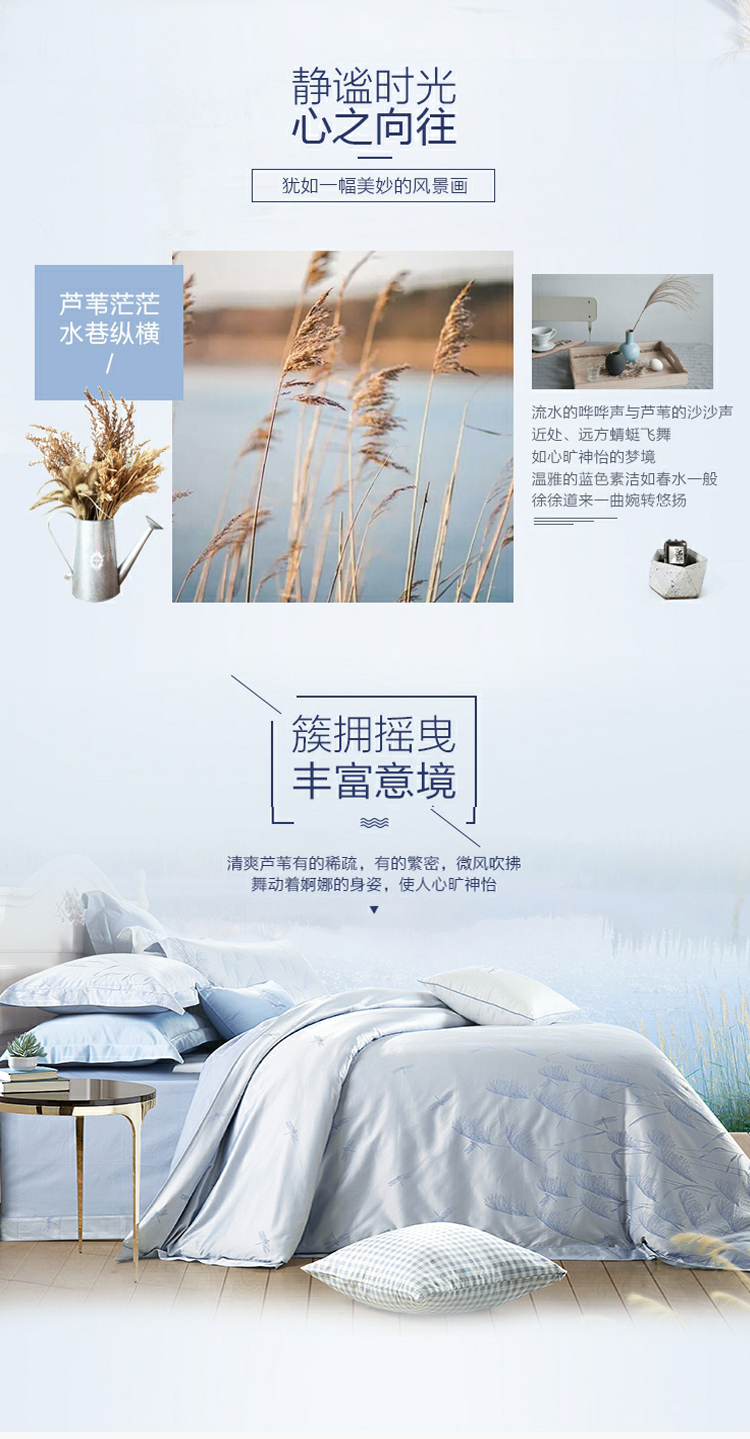 静谧时光
心之向往
犹如一幅美妙的风景画
芦苇茫茫
水巷纵横
/
流水的哗哗声与芦苇的沙沙声
近处、远方蜻蜓飞舞
如心旷神怡的梦境
温雅的蓝色素洁如春水一般
徐徐道来一曲婉转悠扬
簇拥摇曳
丰富意境
清爽芦苇有的稀疏，有的繁密，微风吹拂
舞动着婀娜的身姿，使人心旷神怡